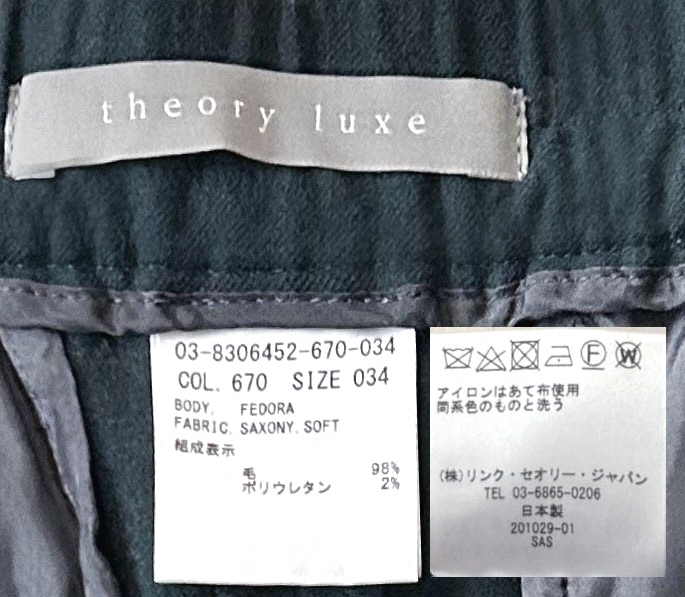 theory luxe
03-8306452-670-034
COL. 670 SIZE 034
BODY. FEDORA
FABRIC. SAXONY.SOFT
組成表示
毛 98%
ポリウレタン 2%
F W
アイロンはあて布使用
同系色のものと洗う
(株)リンク・セオリー・ジャパン
TEL 03-6865-0206
日本製
201029-01
SAS